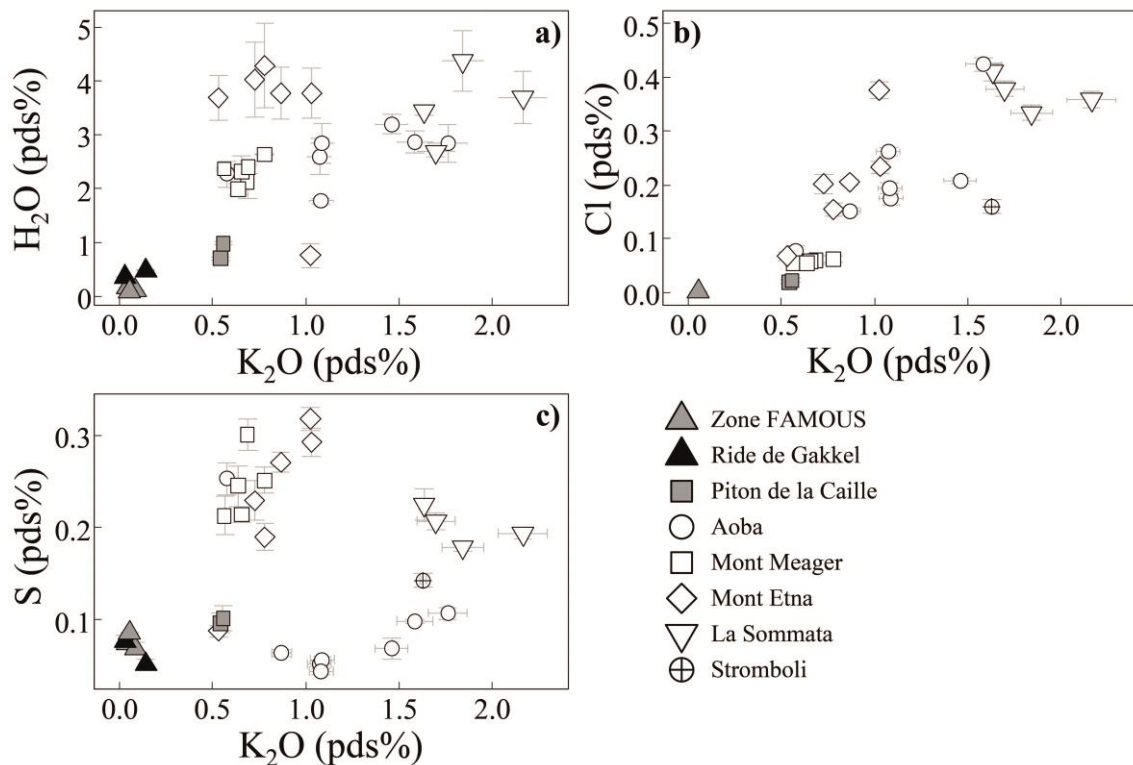 a)
H₂O (pds%)
5
4
3
2
1
0
0.0 0.5 1.0 1.5 2.0
K₂O (pds%)
b)
Cl (pds%)
0.5
0.4
0.3
0.2
0.1
0.0
0.0 0.5 1.0 1.5 2.0
K₂O (pds%)
c)
S (pds%)
0.3
0.2
0.1
0.0 0.5 1.0 1.5 2.0
K₂O (pds%)
Zone FAMOUS
Ride de Gakkel
Piton de la Caille
Aoba
Mont Meager
Mont Etna
La Sommata
Stromboli